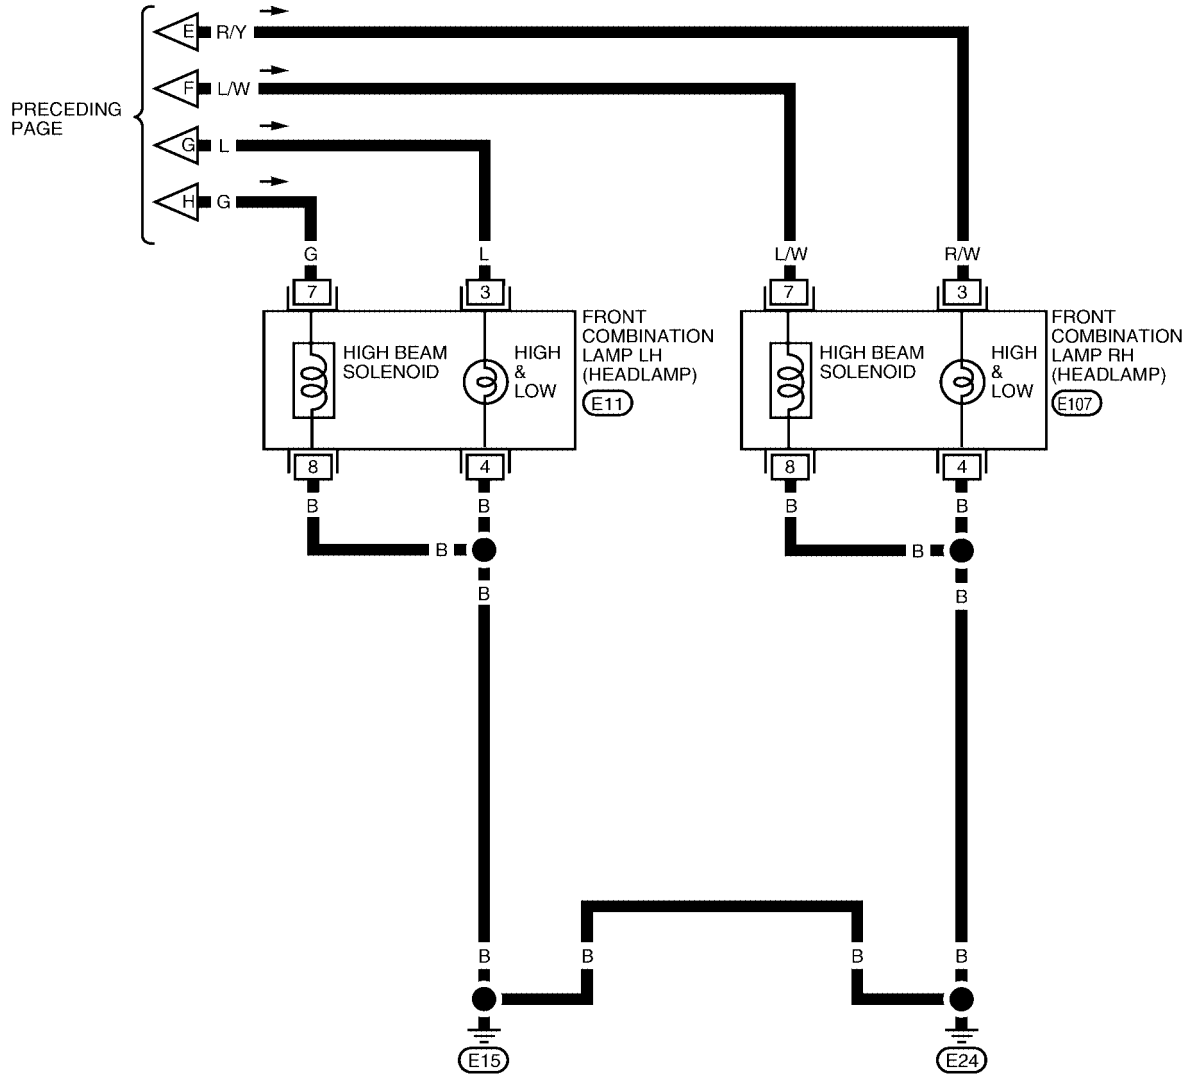 E R/Y
F L/W
PRECEDING
PAGE
G L
H G
G L L/W R/W
7 3 7 3
FRONT
COMBINATION
LAMP LH
(HEADLAMP)
E11
HIGH BEAM
SOLENOID
HIGH
&
LOW
HIGH BEAM
SOLENOID
HIGH
&
LOW
FRONT
COMBINATION
LAMP RH
(HEADLAMP)
E107
8 4 8 4
B B B B
B B
B B
B B B B
E15 E24